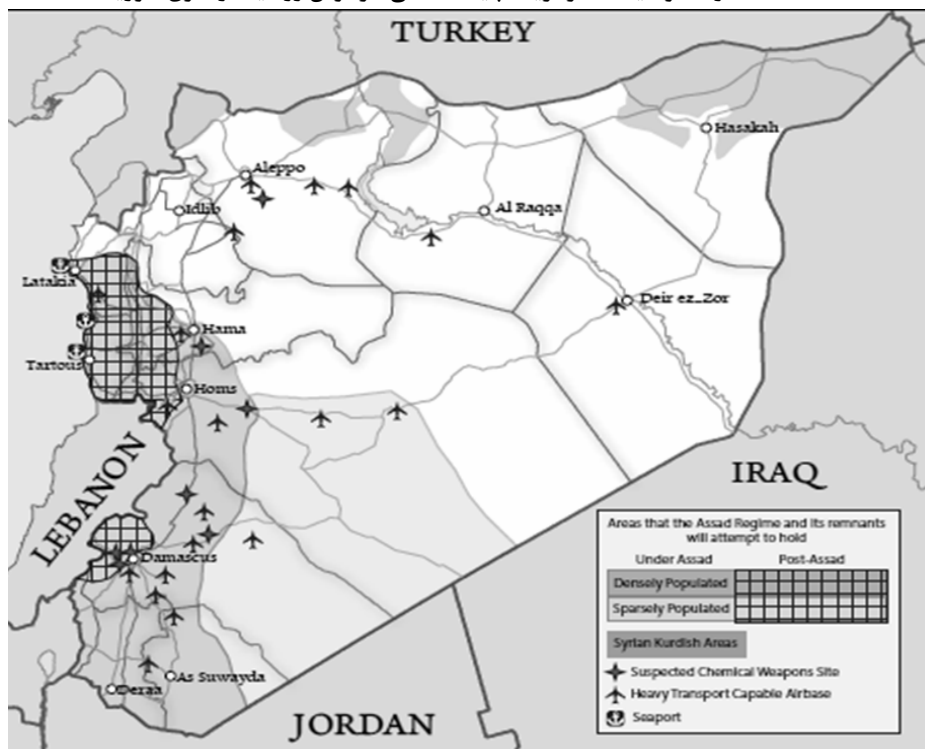 TURKEY
Hasakah
Aleppo
Idlib
Al Raqqa
Latakia
Deir ez_Zor
Hama
Tartous
Homs
LEBANON
IRAQ
Damascus
As Suwayda
Deraa
JORDAN
Areas that the Assad Regime and its remnants
will attempt to hold
Under Assad Post-Assad
Densely Populated
Sparsely Populated
Syrian Kurdish Areas
Suspected Chemical Weapons Site
Heavy Transport Capable Airbase
Seaport